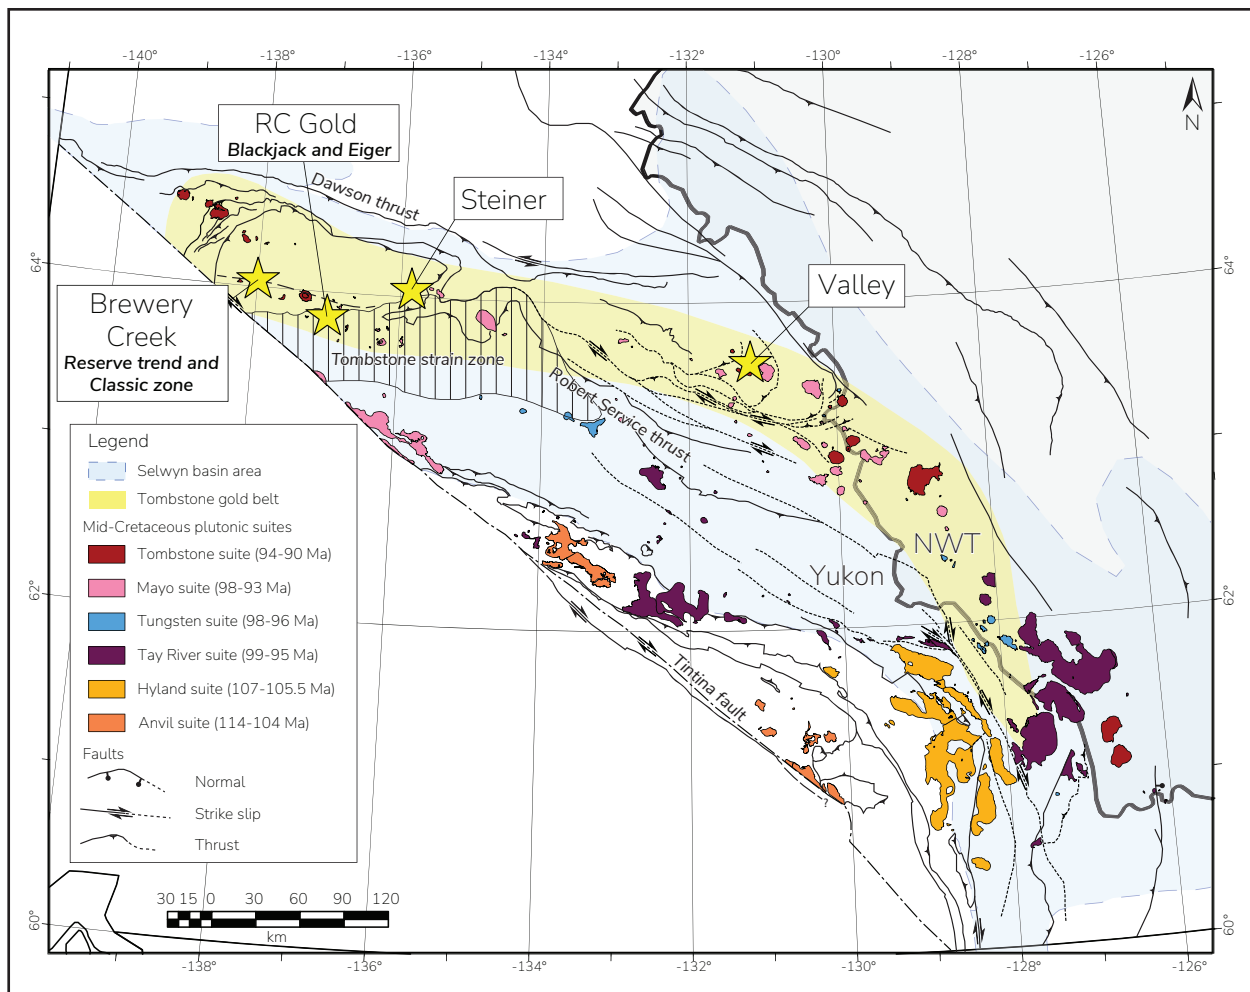 -140°
-138°
-136°
-134°
-132°
-130°
-128°
-126°
N
RC Gold
Blackjack and Eiger
Steiner
Dawson thrust
64°
64°
Valley
Brewery
Creek
Reserve trend and
Classic zone
Tombstone strain zone
Robert Service thrust
Legend
Selwyn basin area
Tombstone gold belt
Mid-Cretaceous plutonic suites
Tombstone suite (94-90 Ma)
Mayo suite (98-93 Ma)
Tungsten suite (98-96 Ma)
Tay River suite (99-95 Ma)
Hyland suite (107-105.5 Ma)
Anvil suite (114-104 Ma)
Faults
Normal
Strike slip
Thrust
NWT
Yukon
62°
62°
Tintina fault
?
30 15 0 30 60 90 120
km
60°
60°
-138°
-136°
-134°
-132°
-130°
-128°
-126°